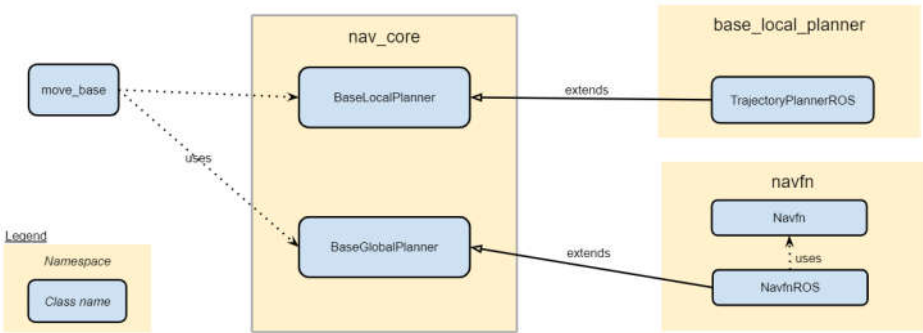 nav_core
base_local_planner
move_base
BaseLocalPlanner
extends
TrajectoryPlannerROS
uses
navfn
Navfn
BaseGlobalPlanner
extends
uses
NavfnROS
Legend
Namespace
Class name